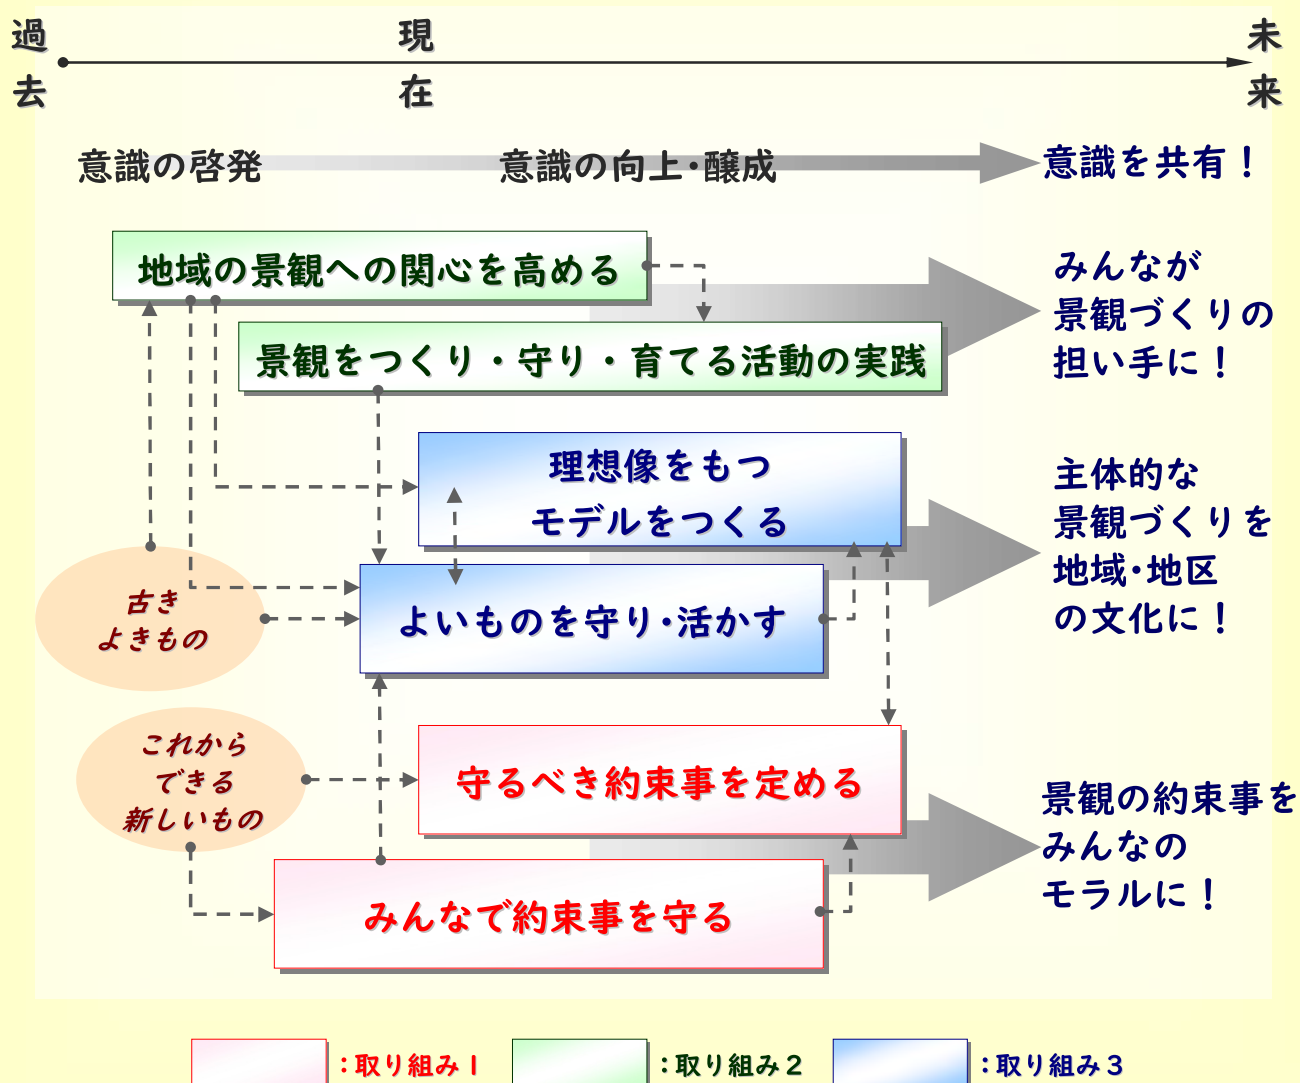 過去
現在
未来
意識の啓発
意識の向上・醸成
意識を共有！
地域の景観への関心を高める
景観をつくり・守り・育てる活動の実践
みんなが
景観づくりの
担い手に！
理想像をもつ
モデルをつくる
よいものを守り・活かす
主体的な
景観づくりを
地域・地区
の文化に！
古き
よきもの
これから
できる
新しいもの
守るべき約束事を定める
みんなで約束事を守る
景観の約束事を
みんなの
モラルに！
：取り組み１
：取り組み２
：取り組み３